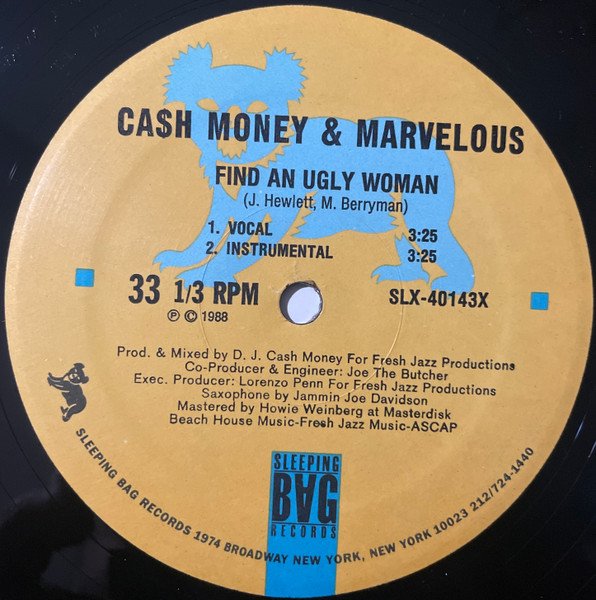 CA$H MONEY & MARVELOUS
FIND AN UGLY WOMAN
(J. Hewlett, M. Berryman)
1. VOCAL 3:25
2. INSTRUMENTAL 3:25
33 1/3 RPM SLX-40143X
℗ © 1988
Prod. & Mixed by D. J. Cash Money For Fresh Jazz Productions
Co-Producer & Engineer: Joe The Butcher
Exec. Producer: Lorenzo Penn For Fresh Jazz Productions
Saxophone by Jammin Joe Davidson
Mastered by Howie Weinberg at Masterdisk
Beach House Music-Fresh Jazz Music-ASCAP
SLEEPING
BAG
RECORDS
SLEEPING BAG RECORDS 1974 BROADWAY NEW YORK, NEW YORK 10023 212/724-1440